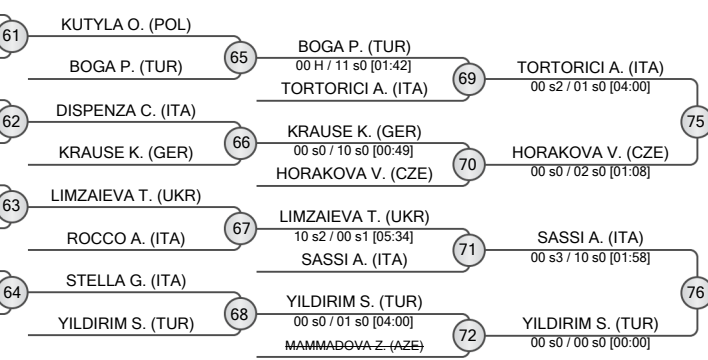 61
KUTYLA O. (POL)
BOGA P. (TUR)
65
BOGA P. (TUR)
00 H / 11 s0 [01:42]
TORTORICI A. (ITA)
69
TORTORICI A. (ITA)
00 s2 / 01 s0 [04:00]
75
62
DISPENZA C. (ITA)
KRAUSE K. (GER)
66
KRAUSE K. (GER)
00 s0 / 10 s0 [00:49]
HORAKOVA V. (CZE)
70
HORAKOVA V. (CZE)
00 s0 / 02 s0 [01:08]
63
LIMZAIEVA T. (UKR)
ROCCO A. (ITA)
67
LIMZAIEVA T. (UKR)
10 s2 / 00 s1 [05:34]
SASSI A. (ITA)
71
SASSI A. (ITA)
00 s3 / 10 s0 [01:58]
76
64
STELLA G. (ITA)
YILDIRIM S. (TUR)
68
YILDIRIM S. (TUR)
00 s0 / 01 s0 [04:00]
MAMMADOVA Z. (AZE)
72
YILDIRIM S. (TUR)
00 s0 / 00 s0 [00:00]